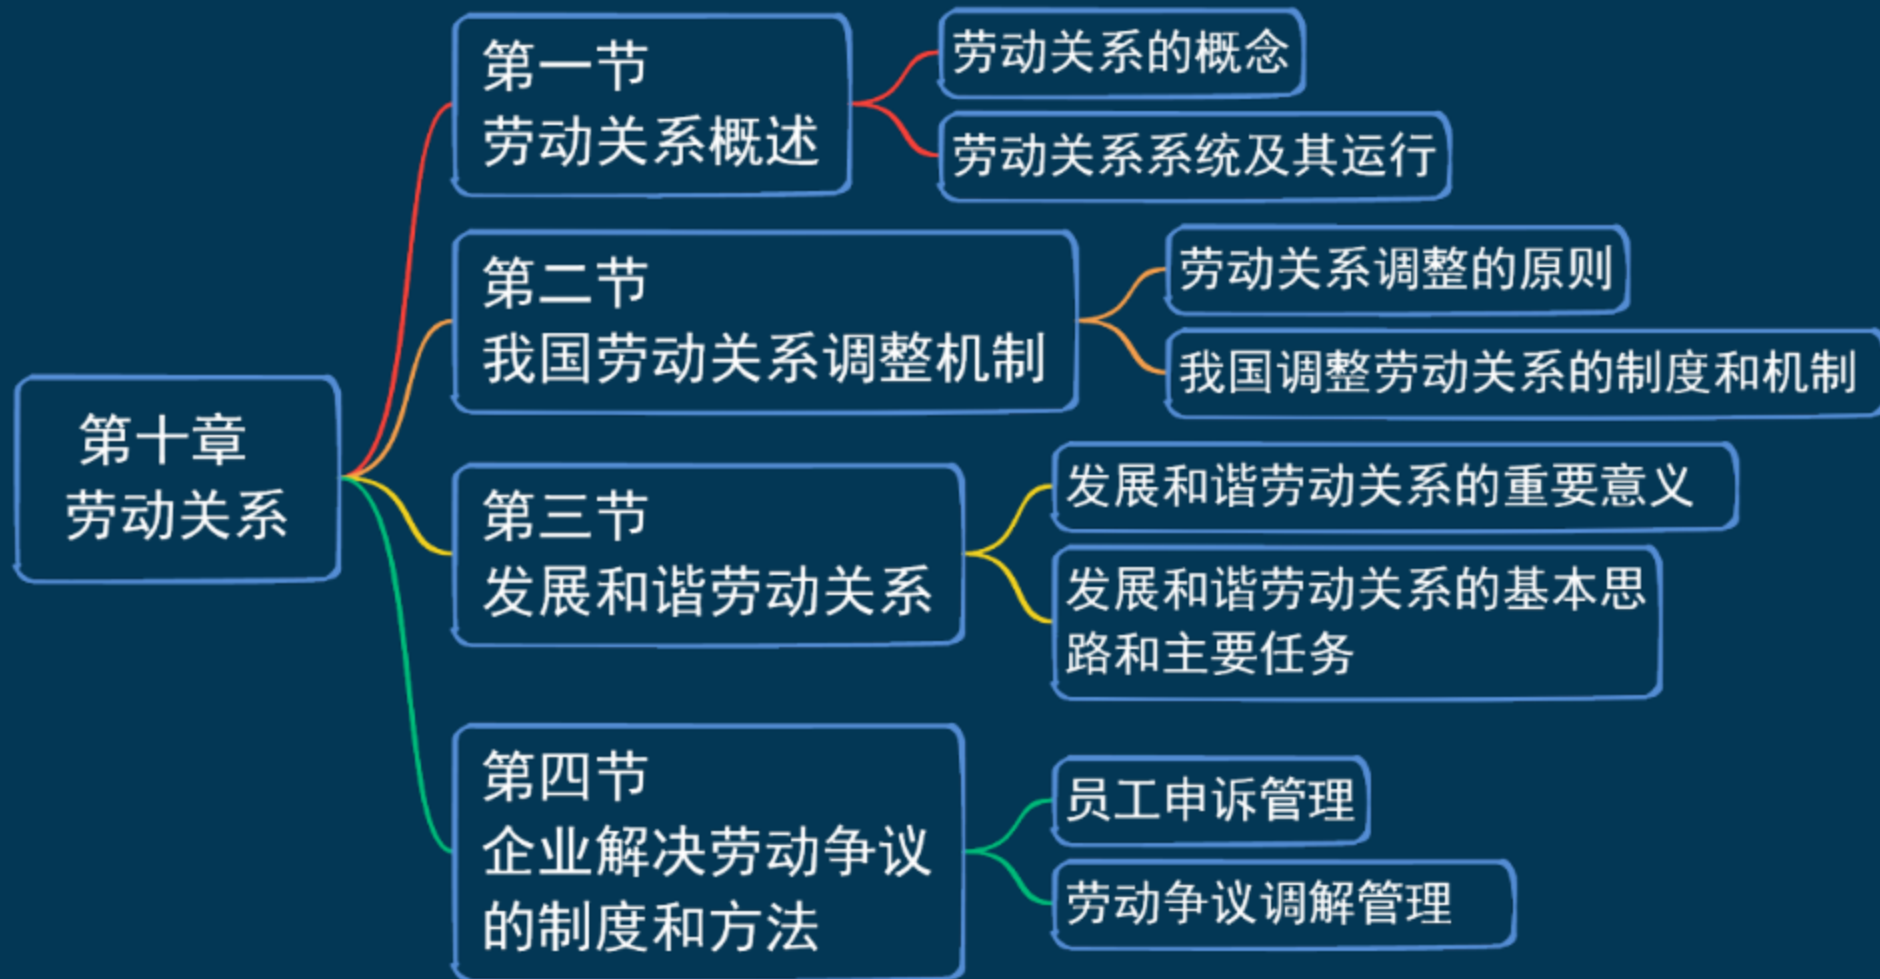 第十章
劳动关系
第一节
劳动关系概述
劳动关系的概念
劳动关系系统及其运行
第二节
我国劳动关系调整机制
劳动关系调整的原则
我国调整劳动关系的制度和机制
第三节
发展和谐劳动关系
发展和谐劳动关系的重要意义
发展和谐劳动关系的基本思
路和主要任务
第四节
企业解决劳动争议
的制度和方法
员工申诉管理
劳动争议调解管理